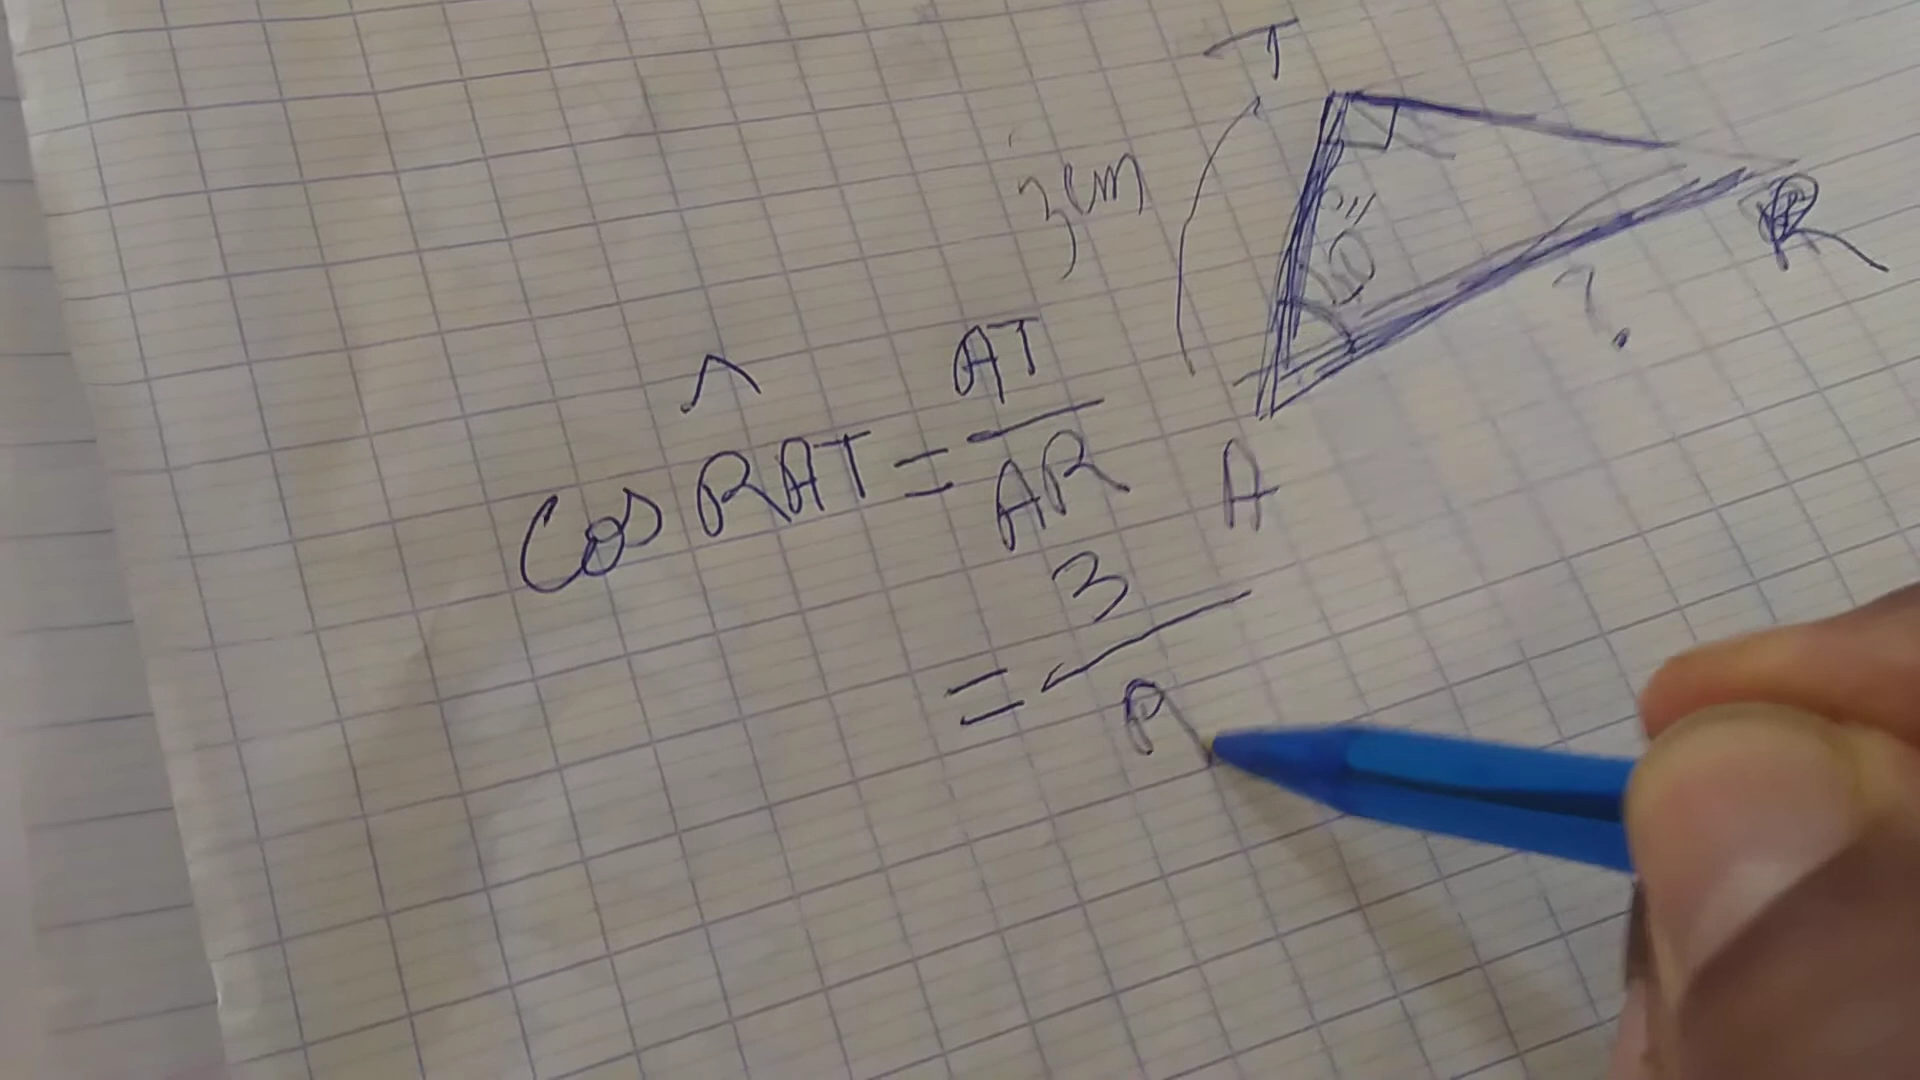 T
3cm
R
?
A
cos RAT^ = AT/AR
= 3/A